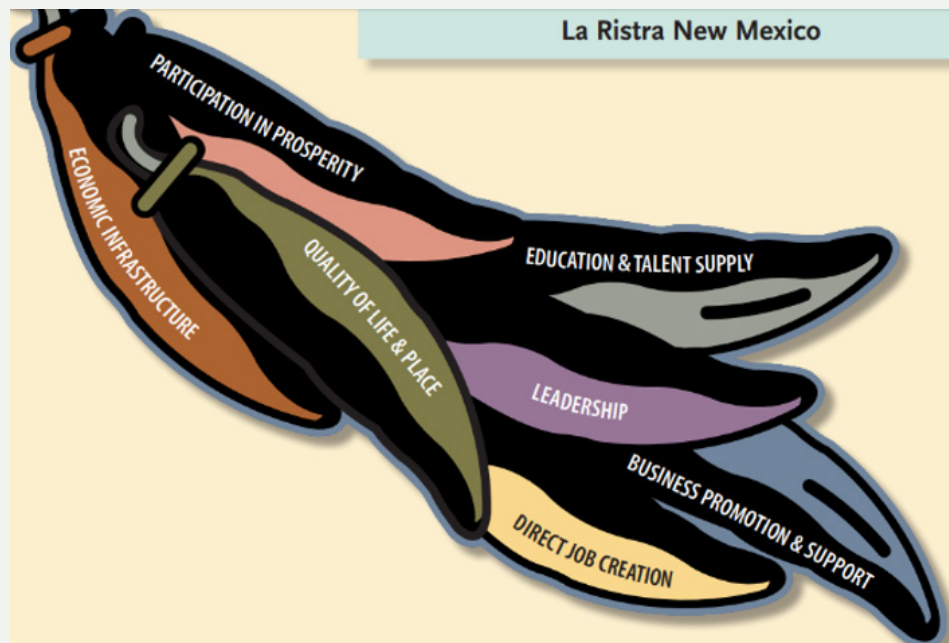 La Ristra New Mexico
PARTICIPATION IN PROSPERITY
ECONOMIC INFRASTRUCTURE
QUALITY OF LIFE & PLACE
EDUCATION & TALENT SUPPLY
LEADERSHIP
BUSINESS PROMOTION & SUPPORT
DIRECT JOB CREATION